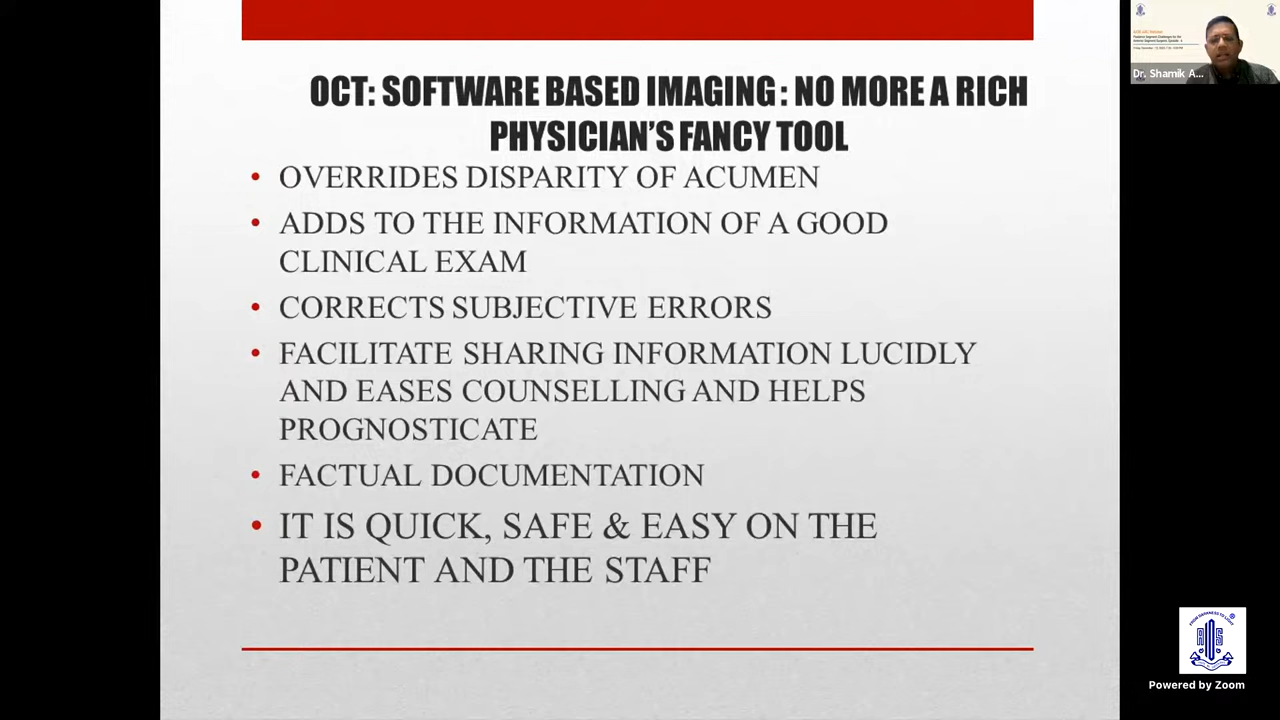 OCT: SOFTWARE BASED IMAGING : NO MORE A RICH
PHYSICIAN'S FANCY TOOL
• OVERRIDES DISPARITY OF ACUMEN
• ADDS TO THE INFORMATION OF A GOOD
CLINICAL EXAM
• CORRECTS SUBJECTIVE ERRORS
• FACILITATE SHARING INFORMATION LUCIDLY
AND EASES COUNSELLING AND HELPS
PROGNOSTICATE
• FACTUAL DOCUMENTATION
• IT IS QUICK, SAFE & EASY ON THE
PATIENT AND THE STAFF
Dr. Shamik A...
Powered by Zoom